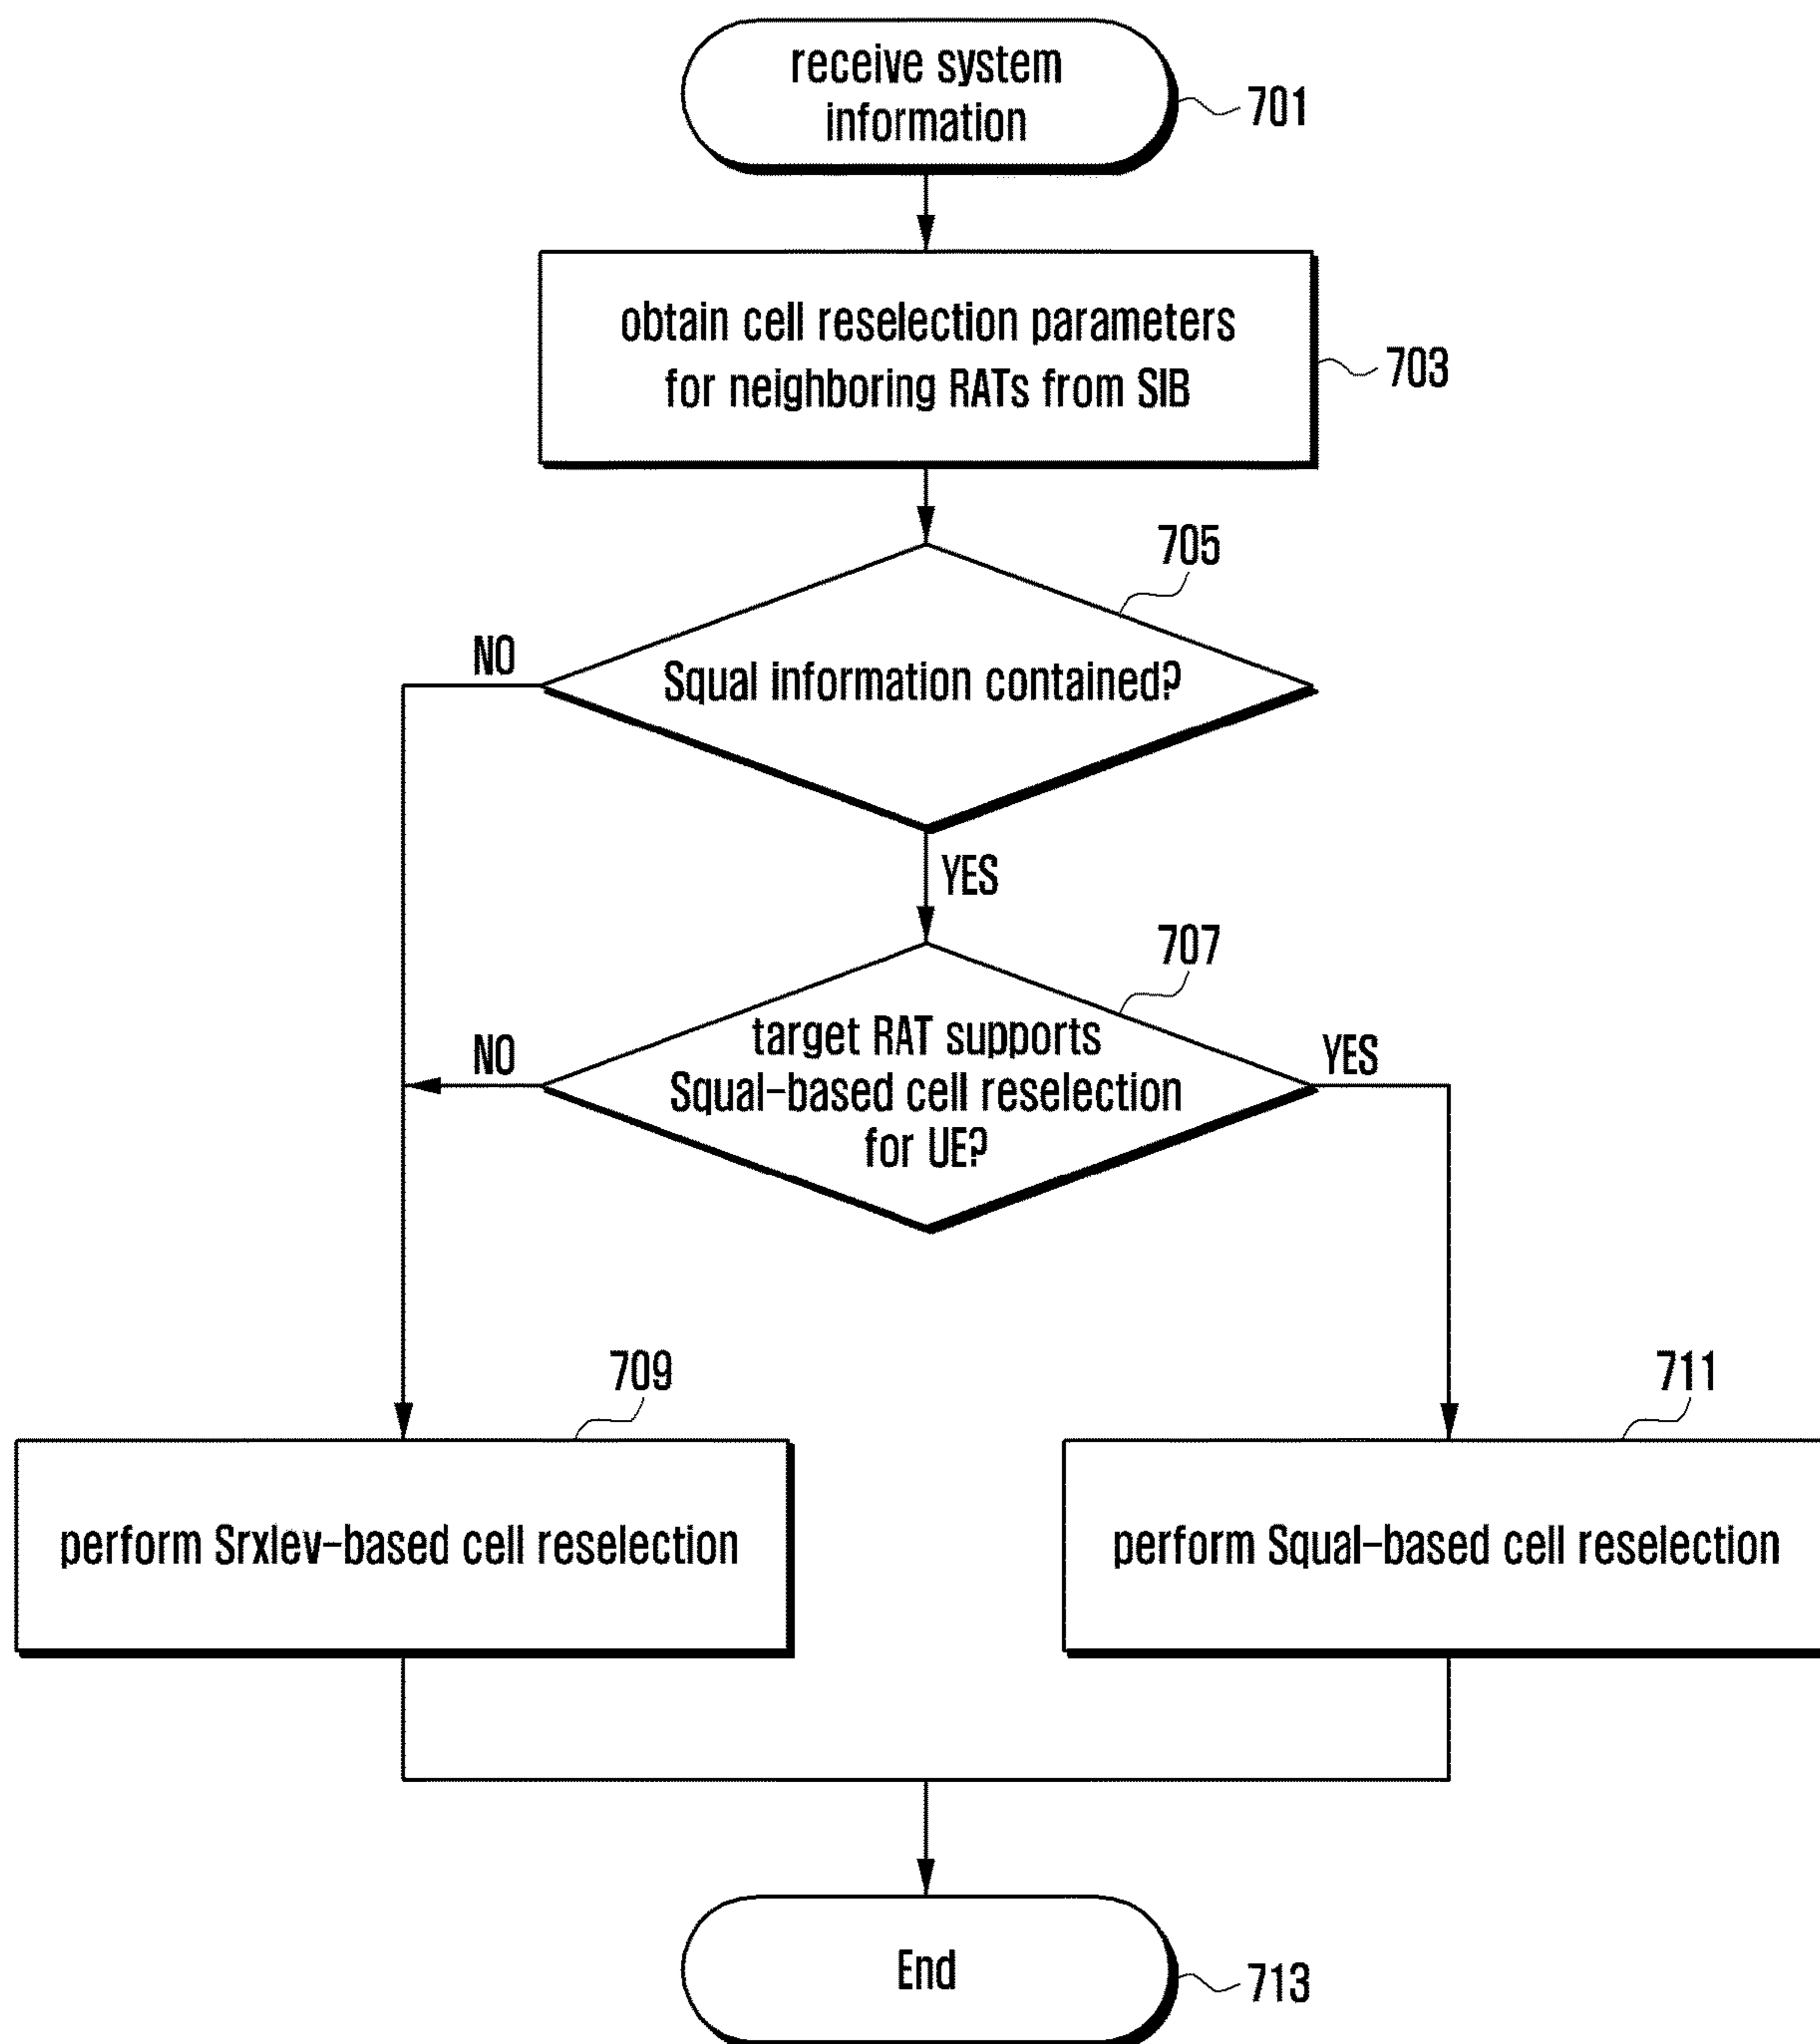 receive system
information
701
obtain cell reselection parameters
for neighboring RATs from SIB
703
705
NO
Squal information contained?
YES
707
NO
target RAT supports
Squal-based cell reselection
for UE?
YES
709
711
perform Srxlev-based cell reselection
perform Squal-based cell reselection
End
713